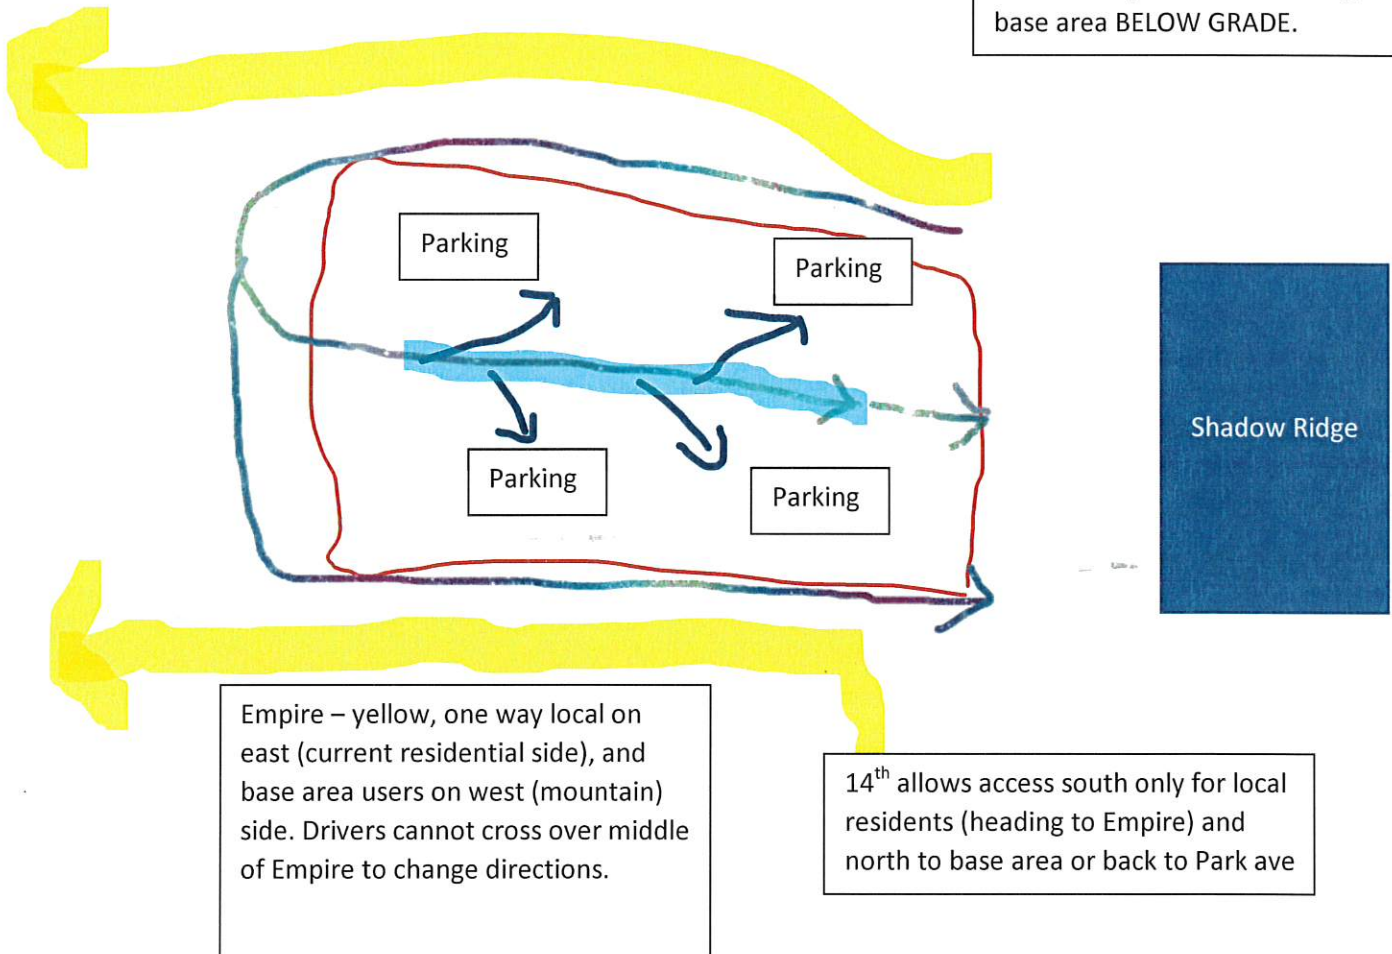 base area BELOW GRADE.
Parking
Parking
Shadow Ridge
Parking
Parking
Empire – yellow, one way local on
east (current residential side), and
base area users on west (mountain)
side. Drivers cannot cross over middle
of Empire to change directions.
14th allows access south only for local
residents (heading to Empire) and
north to base area or back to Park ave